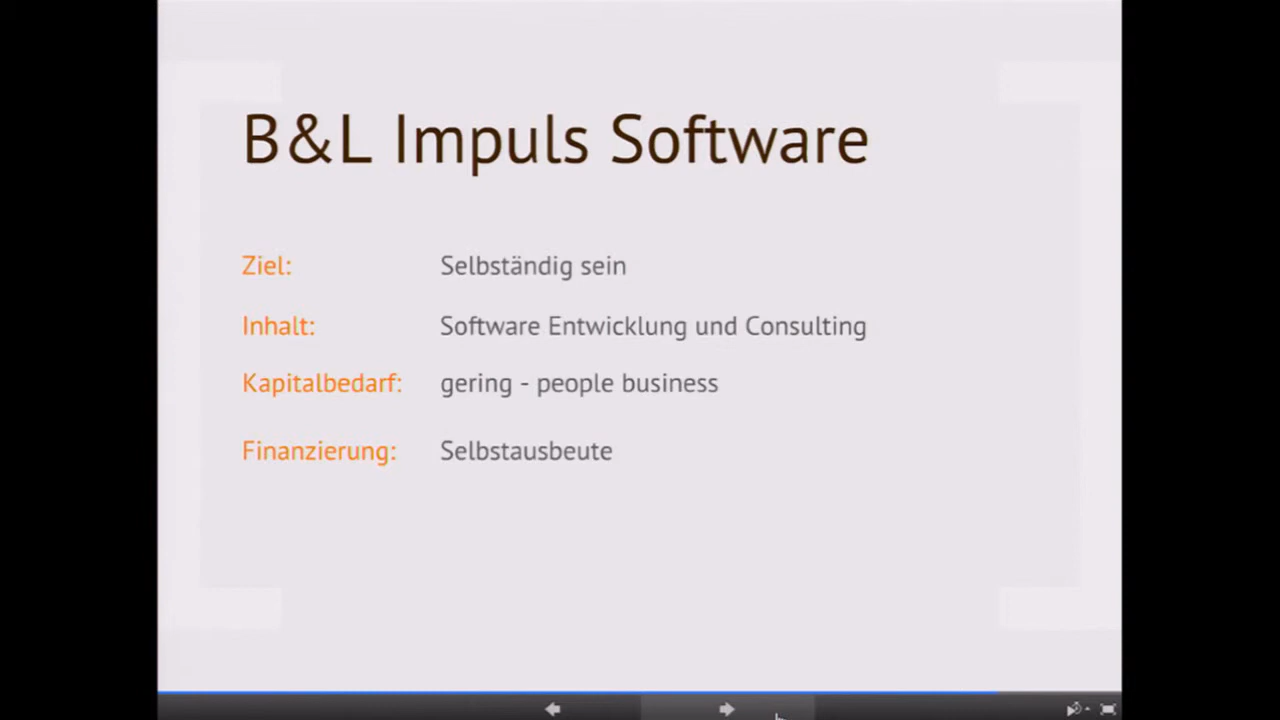 B&L Impuls Software
Ziel: Selbständig sein
Inhalt: Software Entwicklung und Consulting
Kapitalbedarf: gering - people business
Finanzierung: Selbstausbeute